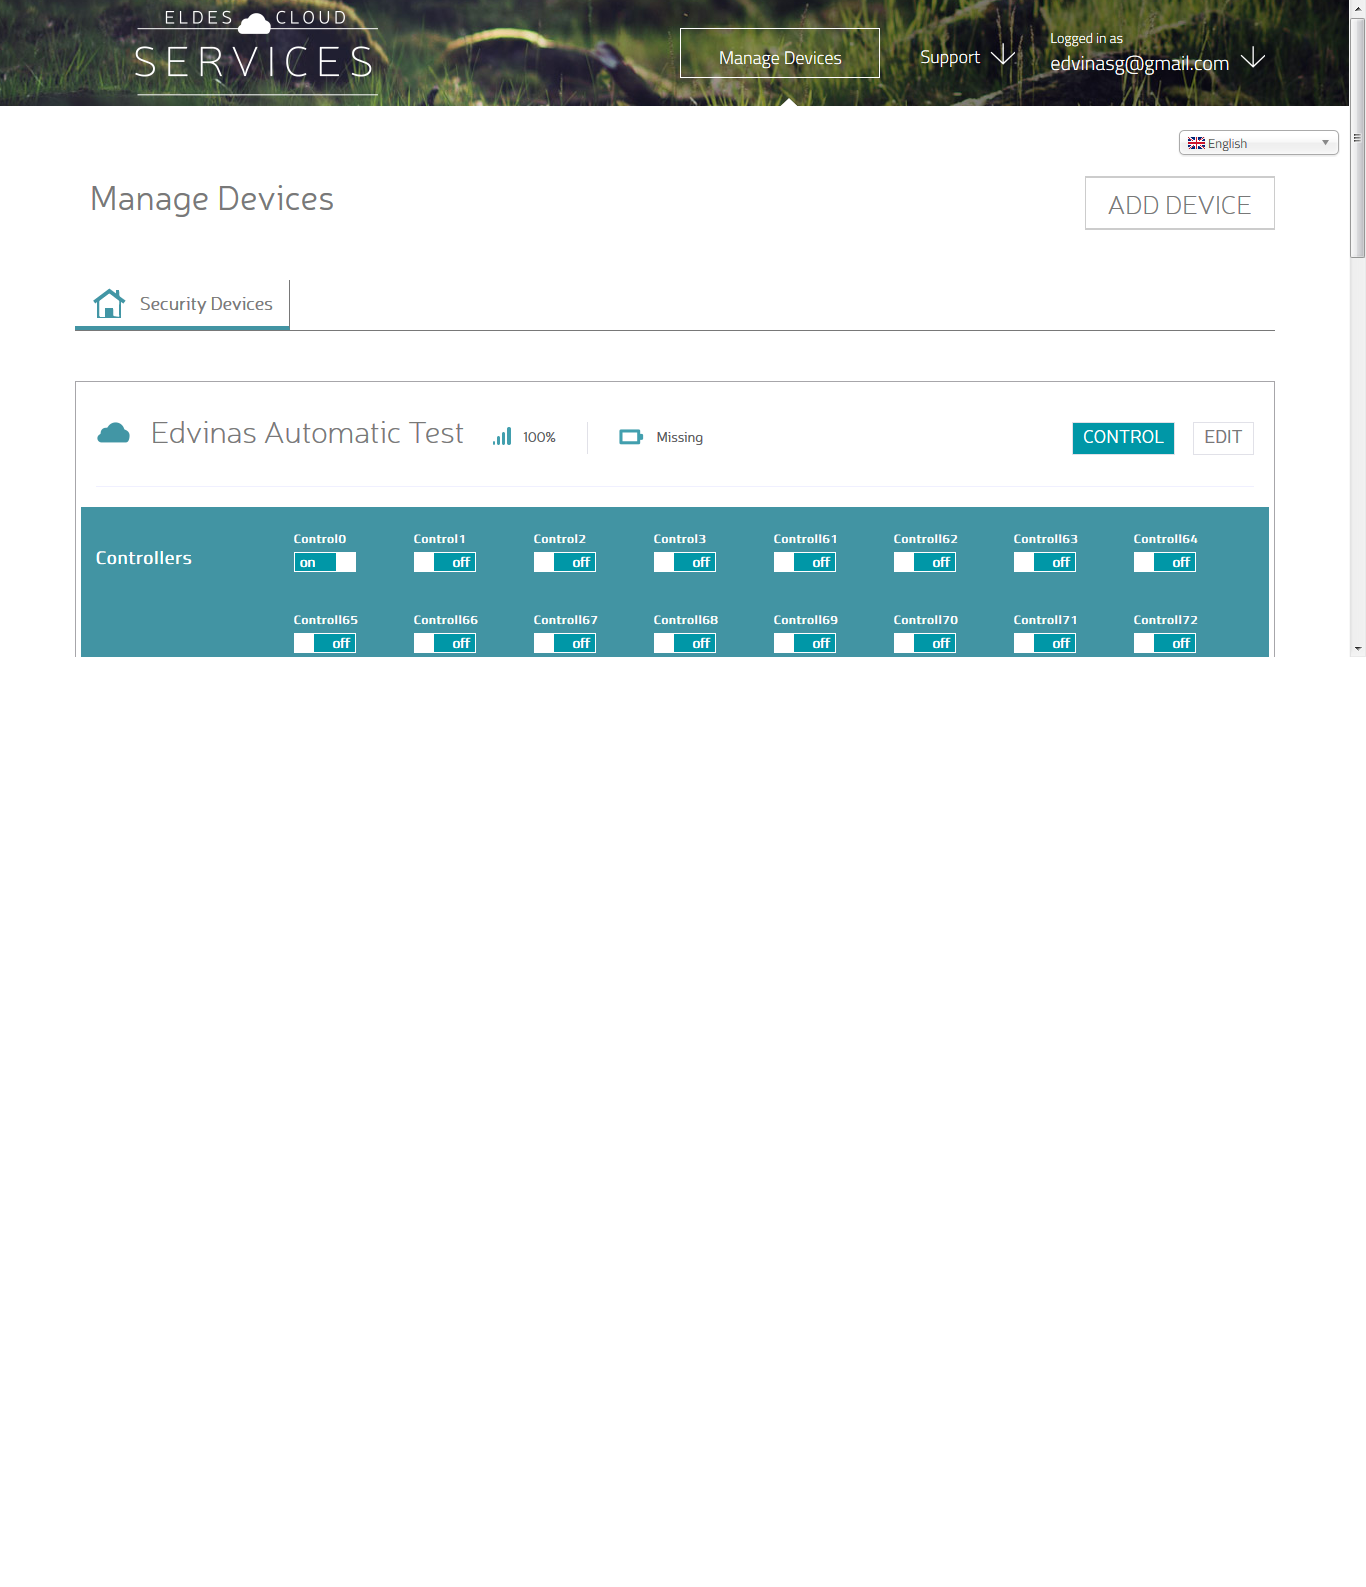 ELDES CLOUD
SERVICES
Manage Devices
Support
Logged in as
edvinasg@gmail.com
English
Manage Devices
ADD DEVICE
Security Devices
Edvinas Automatic Test
100%
Missing
CONTROL
EDIT
Controllers
Control0 Control1 Control2 Control3 Controll61 Controll62 Controll63 Controll64
on off off off off off off off
Controll65 Controll66 Controll67 Controll68 Controll69 Controll70 Controll71 Controll72
off off off off off off off off